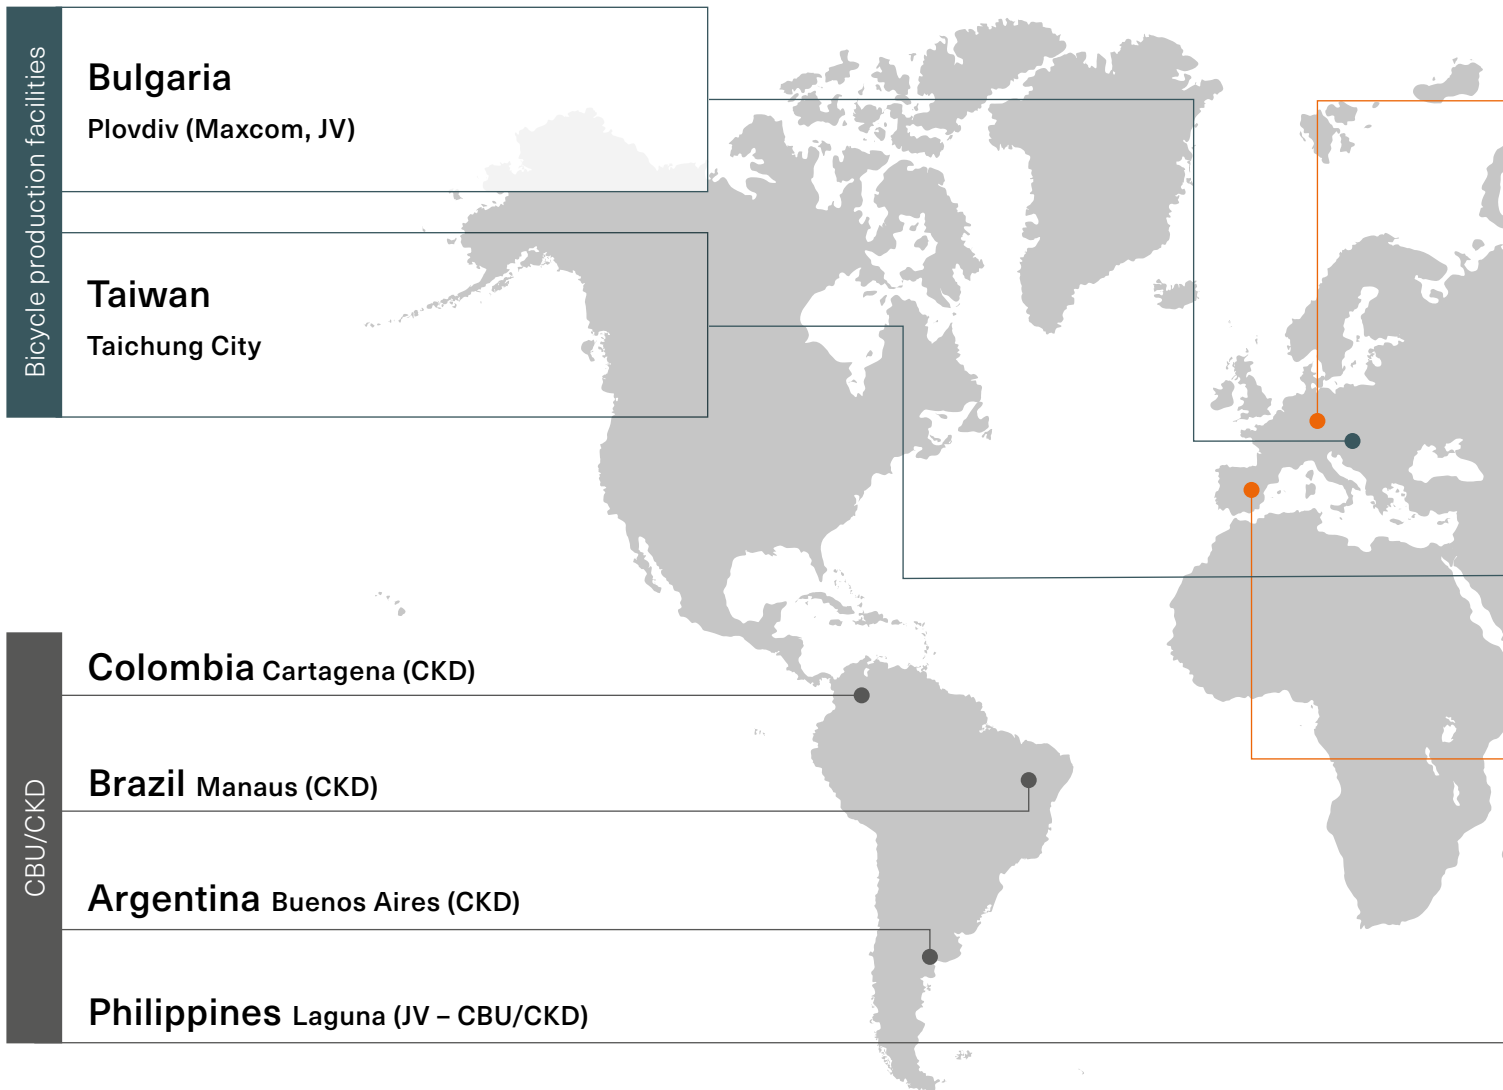 Bicycle production facilities
Bulgaria
Plovdiv (Maxcom, JV)
Taiwan
Taichung City
CBU/CKD
Colombia Cartagena (CKD)
Brazil Manaus (CKD)
Argentina Buenos Aires (CKD)
Philippines Laguna (JV – CBU/CKD)